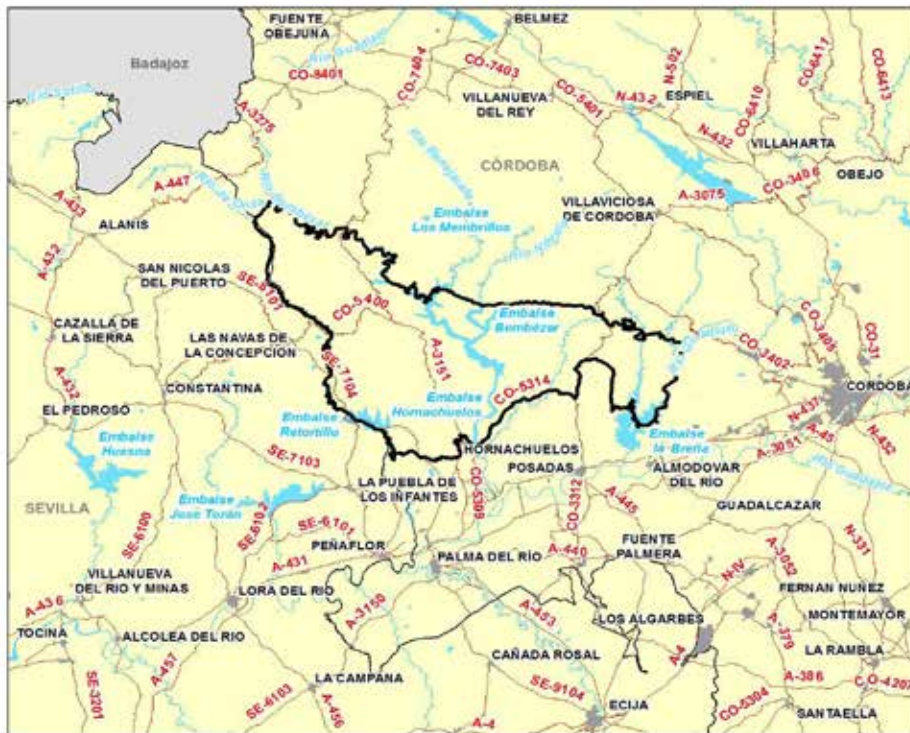 FUENTE
OBEJUNA
BELMEZ
Badajoz
CO-8401
CO-7404
CO-7403
N-502
CO-6411
CO-6413
A-3275
VILLANUEVA
DEL REY
CO-5401
N-432
ESPIEL
CO-6410
N-432
VILLAHARTA
CÓRDOBA
A-447
CO-3406
OBEJO
A-3075
A-433
VILLAVICIOSA
DE CORDOBA
ALANIS
Embalse
Los Membrillos
A-432
SAN NICOLAS
DEL PUERTO
SE-8101
CO-5400
Embalse
Bembézar
CO-3405
CO-31
CAZALLA DE
LA SIERRA
LAS NAVAS DE
LA CONCEPCIÓN
SE-7104
A-3151
CO-3402
CORDOBA
A-432
CONSTANTINA
CO-5314
Embalse
Hornachuelos
EL PEDROSO
Embalse
Retortillo
N-437
Embalse
Huesna
HORNACHUELOS
Embalse
la Breña
A-3051
A-45
N-432
SE-7103
POSADAS
ALMODOVAR
DEL RÍO
LA PUEBLA DE
LOS INFANTES
CO-5309
CO-3312
SEVILLA
Embalse
José Torán
A-445
GUADALCAZAR
SE-6100
SE-6102
SE-6101
PEÑAFLOR
A-431
PALMA DEL RÍO
A-440
FUENTE
PALMERA
N-331
A-3052
VILLANUEVA
DEL RIO Y MINAS
N-IV
FERNAN NUÑEZ
A-436
LORA DEL RIO
A-3150
A-453
LOS ALGARBES
MONTEMAYOR
TOCINA
ALCOLEA DEL RIO
A-379
LA RAMBLA
A-457
CAÑADA ROSAL
A-4
LA CAMPANA
A-386
CO-4202
SE-3201
SE-6103
SE-9104
A-456
ECIJA
CO-5304
SANTAELLA
A-4